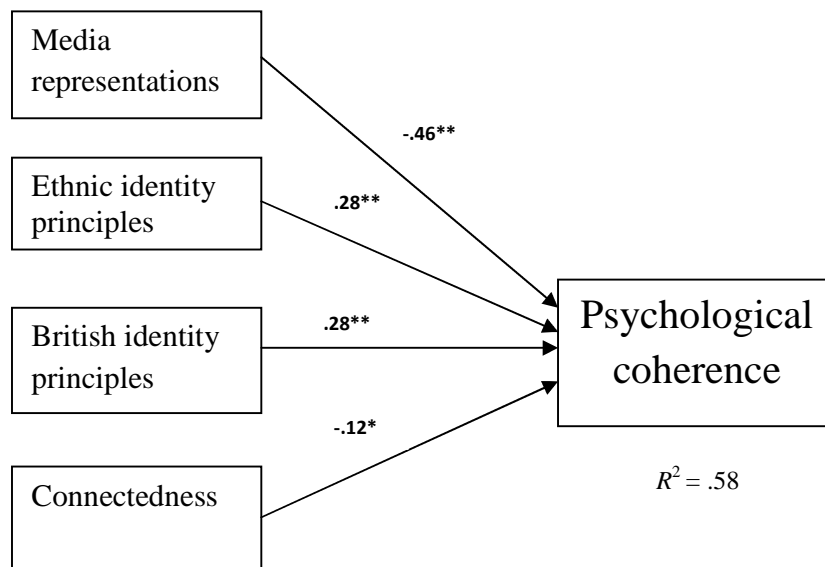 Media
representations
-.46**
Ethnic identity
principles
.28**
British identity
principles
.28**
Psychological
coherence
-.12*
Connectedness
R² = .58